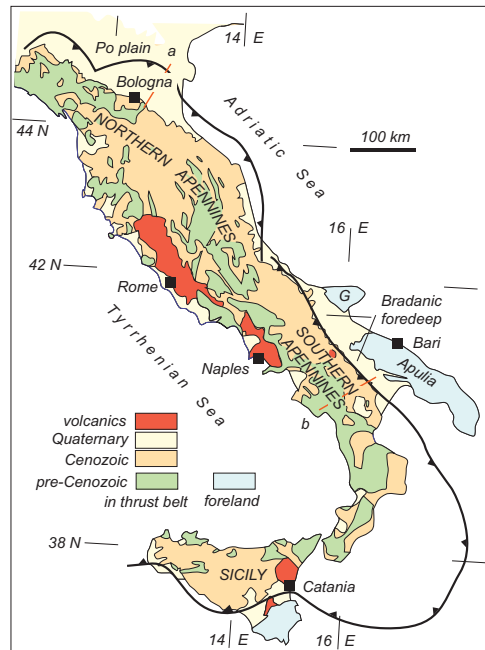 14 E
Po plain
a
Bologna
44 N
NORTHERN APENNINES
Adriatic Sea
100 km
16 E
42 N
Rome
G
Bradanic
foredeep
Bari
Apulia
SOUTHERN
APENNINES
Naples
Tyrrhenian Sea
b
volcanics
Quaternary
Cenozoic
pre-Cenozoic
in thrust belt
foreland
38 N
SICILY
Catania
14 E
16 E